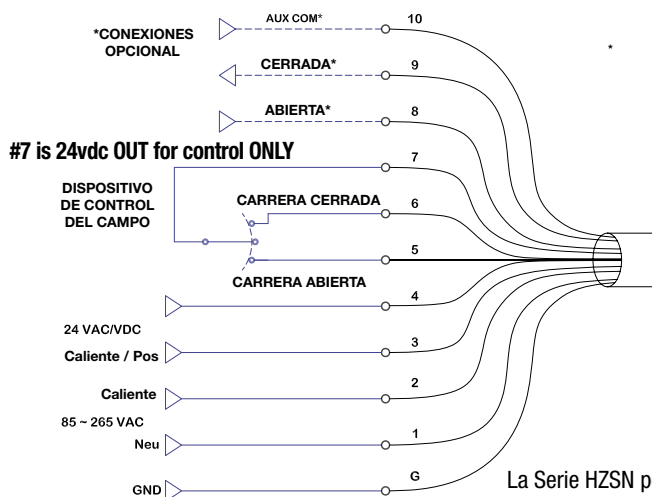 AUX COM*
10
*CONEXIONES
OPCIONAL
*
CERRADA*
9
ABIERTA*
8
#7 is 24vdc OUT for control ONLY
7
DISPOSITIVO
DE CONTROL
DEL CAMPO
CARRERA CERRADA
6
5
CARRERA ABIERTA
4
24 VAC/VDC
Caliente / Pos
3
Caliente
2
85 ~ 265 VAC
Neu
1
GND
G
La Serie HZSN p